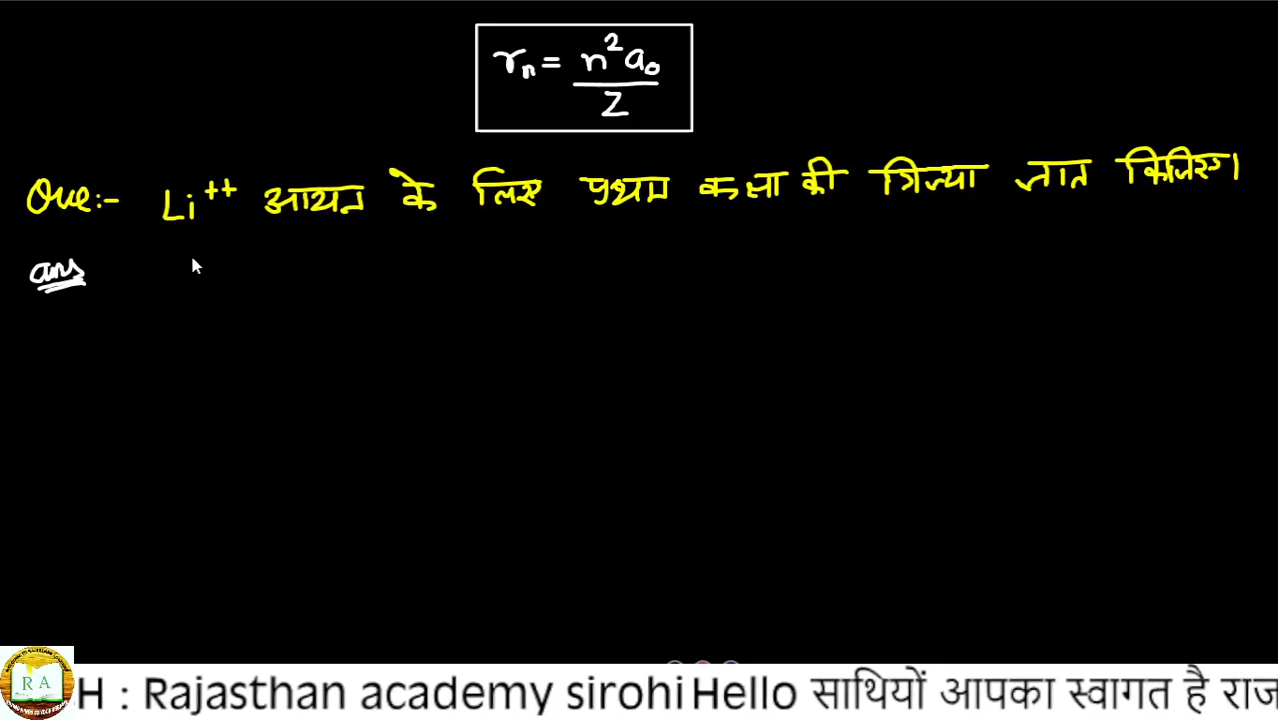 rₙ = n²a₀
Z
Que:- Li⁺⁺ आयन के लिए प्रथम कक्षा की त्रिज्या ज्ञात किजिए।
ans
R A
H : Rajasthan academy sirohi Hello साथियों आपका स्वागत है राज